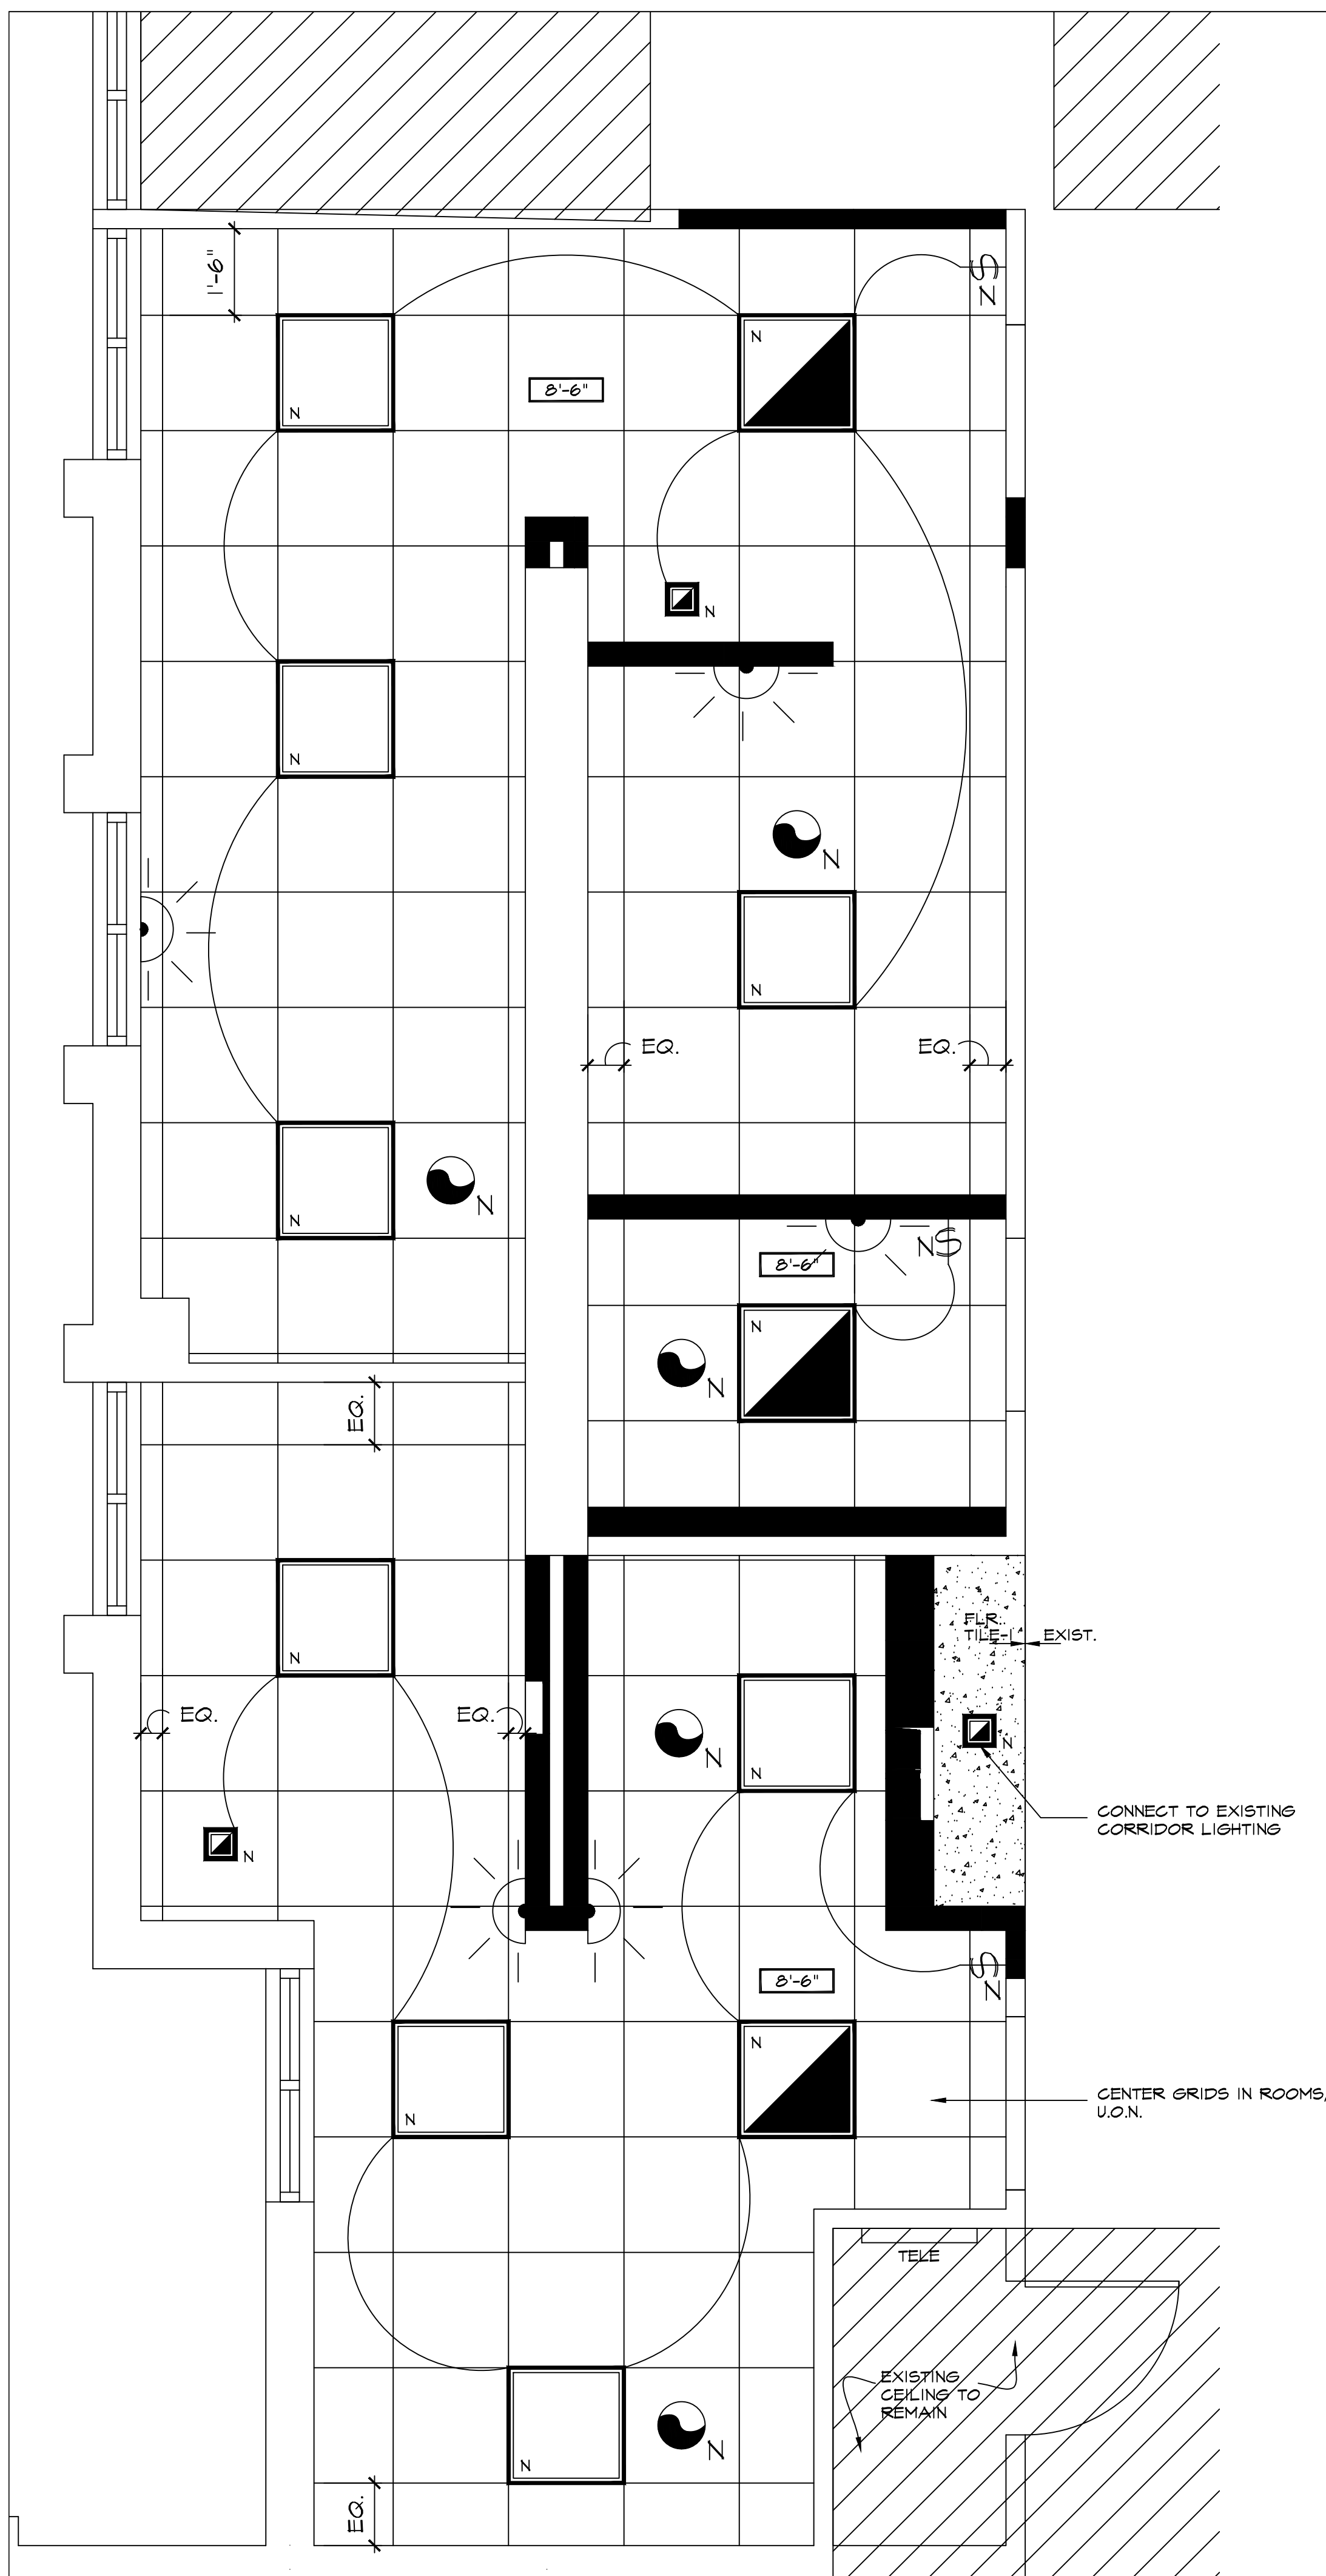 1'-6"
S
N
N
N
8'-6"
N
N
N
N
N
EQ.
EQ.
N
N
N
S
8'-6"
N
N
EQ.
FLR.
TILE-1
EXIST.
N
EQ.
EQ.
N
N
N
CONNECT TO EXISTING
CORRIDOR LIGHTING
N
S
N
8'-6"
N
N
CENTER GRIDS IN ROOMS,
U.O.N.
TELE
EXISTING
CEILING TO
REMAIN
N
N
EQ.